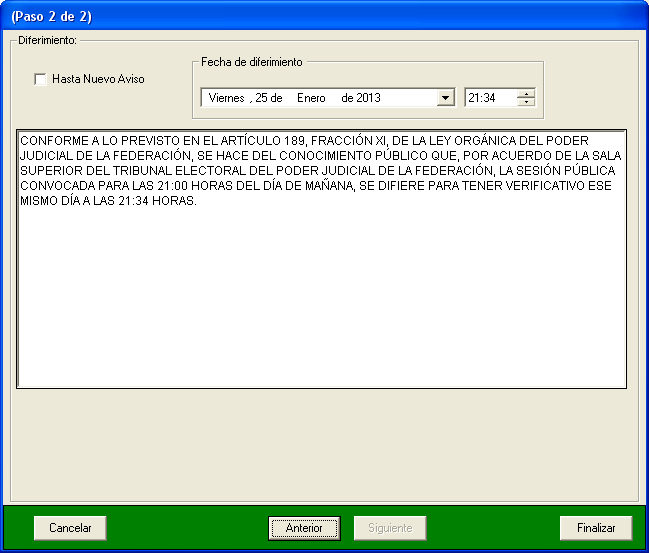 (Paso 2 de 2)
Diferimiento:
Hasta Nuevo Aviso
Fecha de diferimiento
Viernes , 25 de Enero de 2013
21:34
CONFORME A LO PREVISTO EN EL ARTÍCULO 189, FRACCIÓN XI, DE LA LEY ORGÁNICA DEL PODER
JUDICIAL DE LA FEDERACIÓN, SE HACE DEL CONOCIMIENTO PÚBLICO QUE, POR ACUERDO DE LA SALA
SUPERIOR DEL TRIBUNAL ELECTORAL DEL PODER JUDICIAL DE LA FEDERACIÓN, LA SESIÓN PÚBLICA
CONVOCADA PARA LAS 21:00 HORAS DEL DÍA DE MAÑANA, SE DIFIERE PARA TENER VERIFICATIVO ESE
MISMO DÍA A LAS 21:34 HORAS.
Cancelar
Anterior
Siguiente
Finalizar